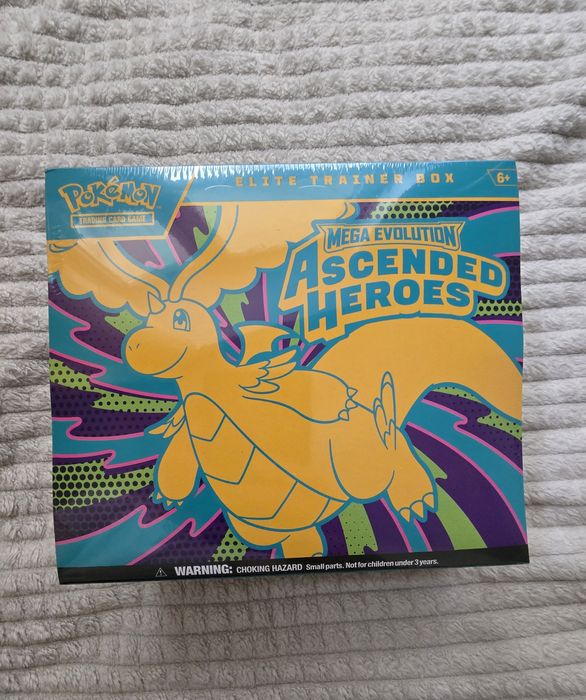 POKÉMON
TRADING CARD GAME
ELITE TRAINER BOX
6+
MEGA EVOLUTION
ASCENDED
HEROES
WARNING: CHOKING HAZARD Small parts. Not for children under 3 years.